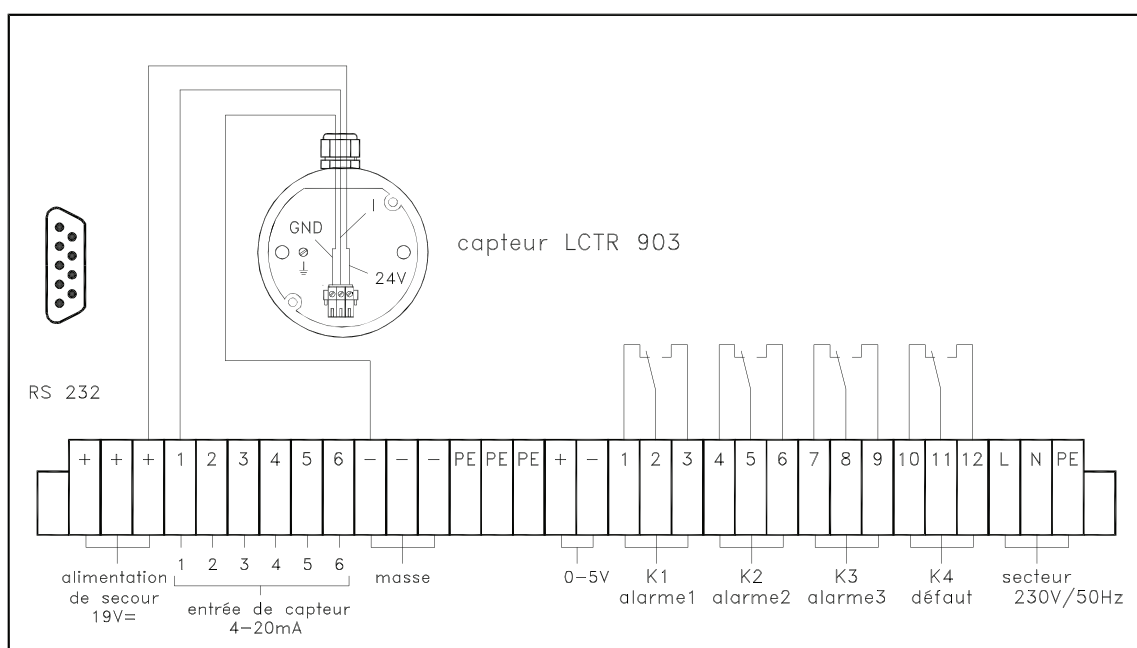 GND
I
24V
capteur LCTR 903
RS 232
+ + + 1 2 3 4 5 6 − − − PE PE PE + − 1 2 3 4 5 6 7 8 9 10 11 12 L N PE
1 2 3 4 5 6
alimentation
de secour
19V=
entrée de capteur
4−20mA
masse
0−5V
K1
alarme1
K2
alarme2
K3
alarme3
K4
défaut
secteur
230V/50Hz